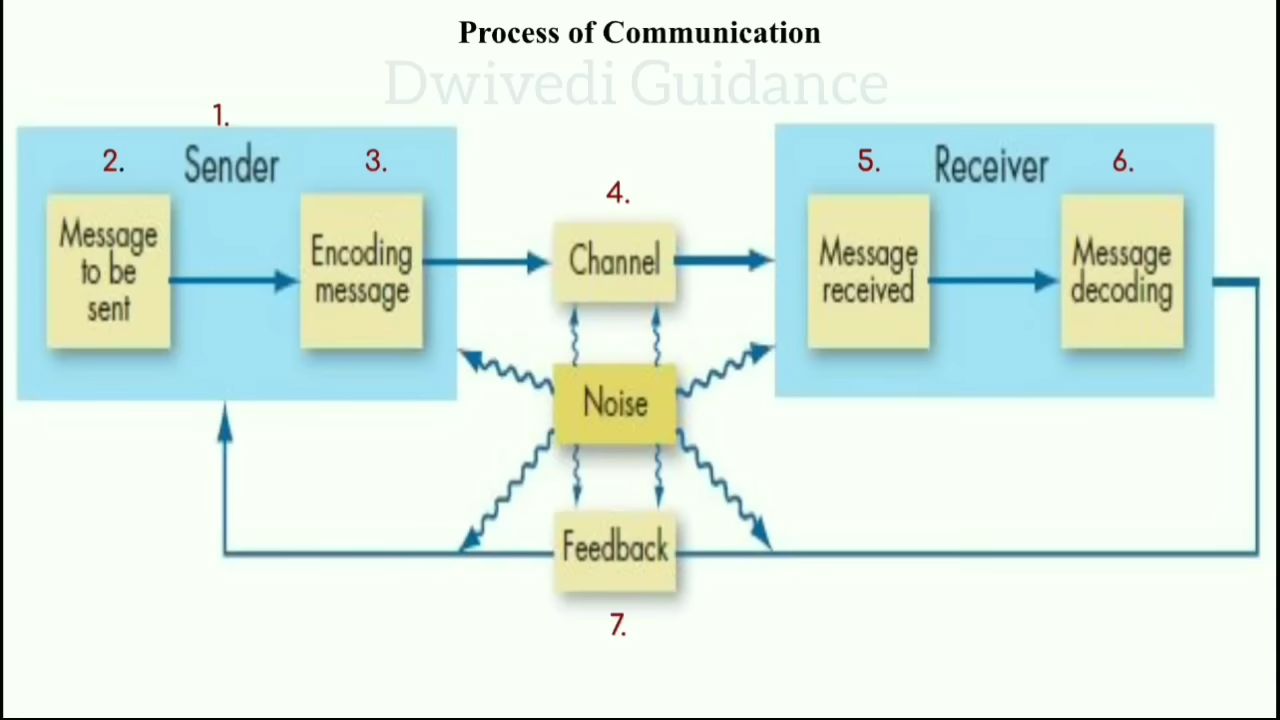 Process of Communication
Dwivedi Guidance
1.
2.
Sender
3.
Message
to be
sent
Encoding
message
4.
Channel
5.
Receiver
6.
Message
received
Message
decoding
Noise
Feedback
7.